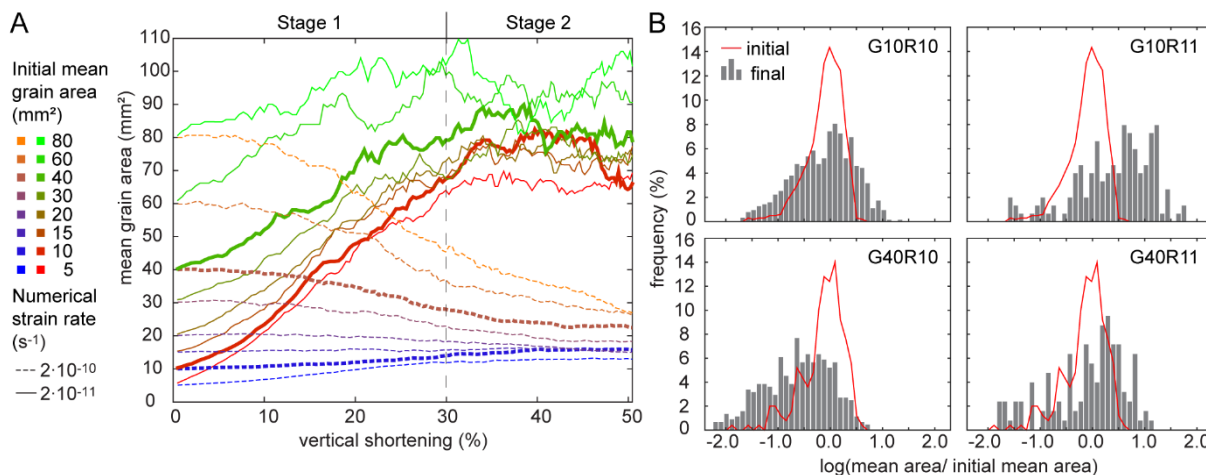 A
Stage 1
Stage 2
Initial mean
grain area
(mm²)
80
60
40
30
20
15
10
5
Numerical
strain rate
(s⁻¹)
2·10⁻¹⁰
2·10⁻¹¹
mean grain area (mm²)
110
100
90
80
70
60
50
40
30
20
10
0
0 10 20 30 40 50
vertical shortening (%)
B
frequency (%)
16
14
12
10
8
6
4
2
0
initial
final
G10R10
G10R11
16
14
12
10
8
6
4
2
0
G40R10
G40R11
-2.0 -1.0 0.0 1.0 2.0
-2.0 -1.0 0.0 1.0 2.0
log(mean area/ initial mean area)